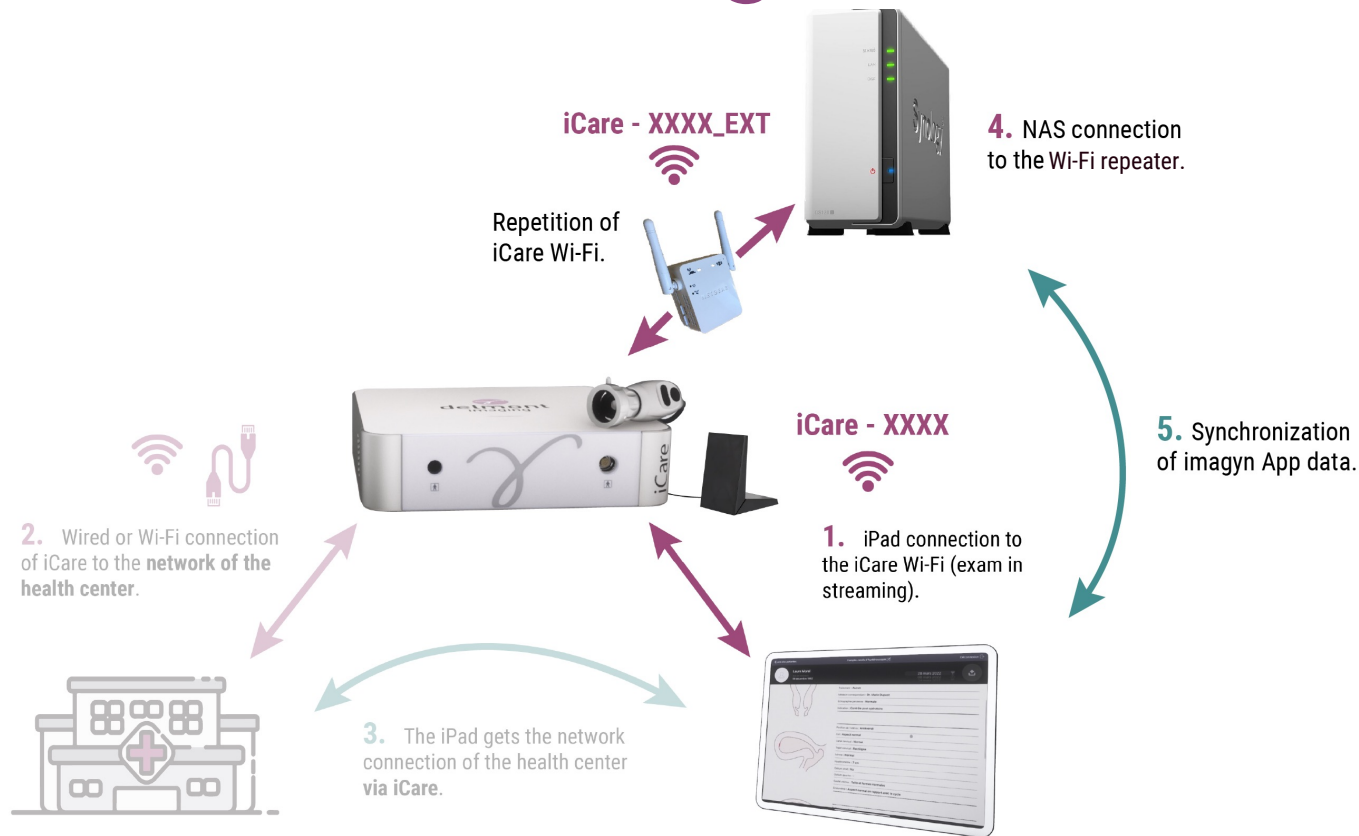 iCare - XXXX_EXT
Repetition of
iCare Wi-Fi.
Synology
4. NAS connection
to the Wi-Fi repeater.
delmont
imaging
iCare
iCare - XXXX
1. iPad connection to
the iCare Wi-Fi (exam in
streaming).
5. Synchronization
of imagyn App data.
2. Wired or Wi-Fi connection
of iCare to the network of the
health center.
3. The iPad gets the network
connection of the health center
via iCare.